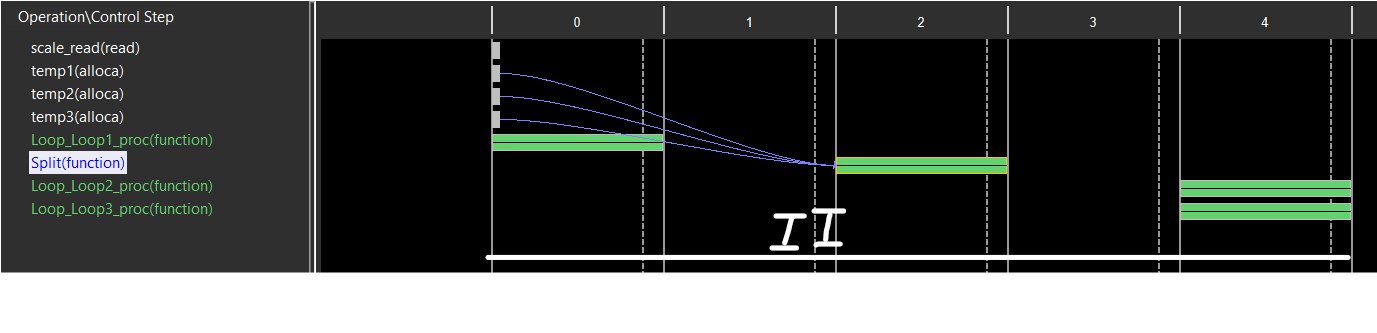 Operation\Control Step 0 1 2 3 4
scale_read(read)
temp1(alloca)
temp2(alloca)
temp3(alloca)
Loop_Loop1_proc(function)
Split(function)
Loop_Loop2_proc(function)
Loop_Loop3_proc(function)
II